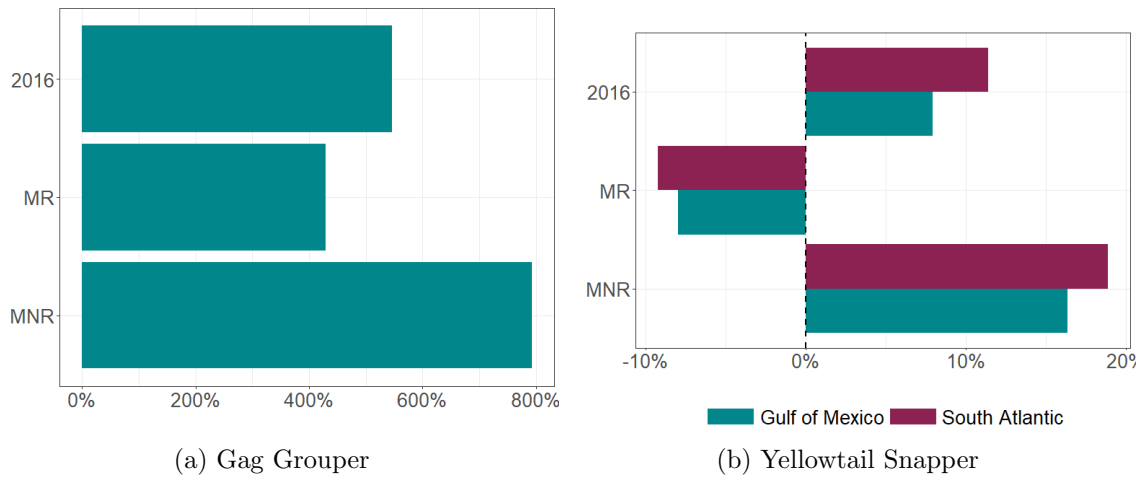 2016
MR
MNR
0% 200% 400% 600% 800%
(a) Gag Grouper
2016
MR
MNR
-10% 0% 10% 20%
Gulf of Mexico South Atlantic
(b) Yellowtail Snapper